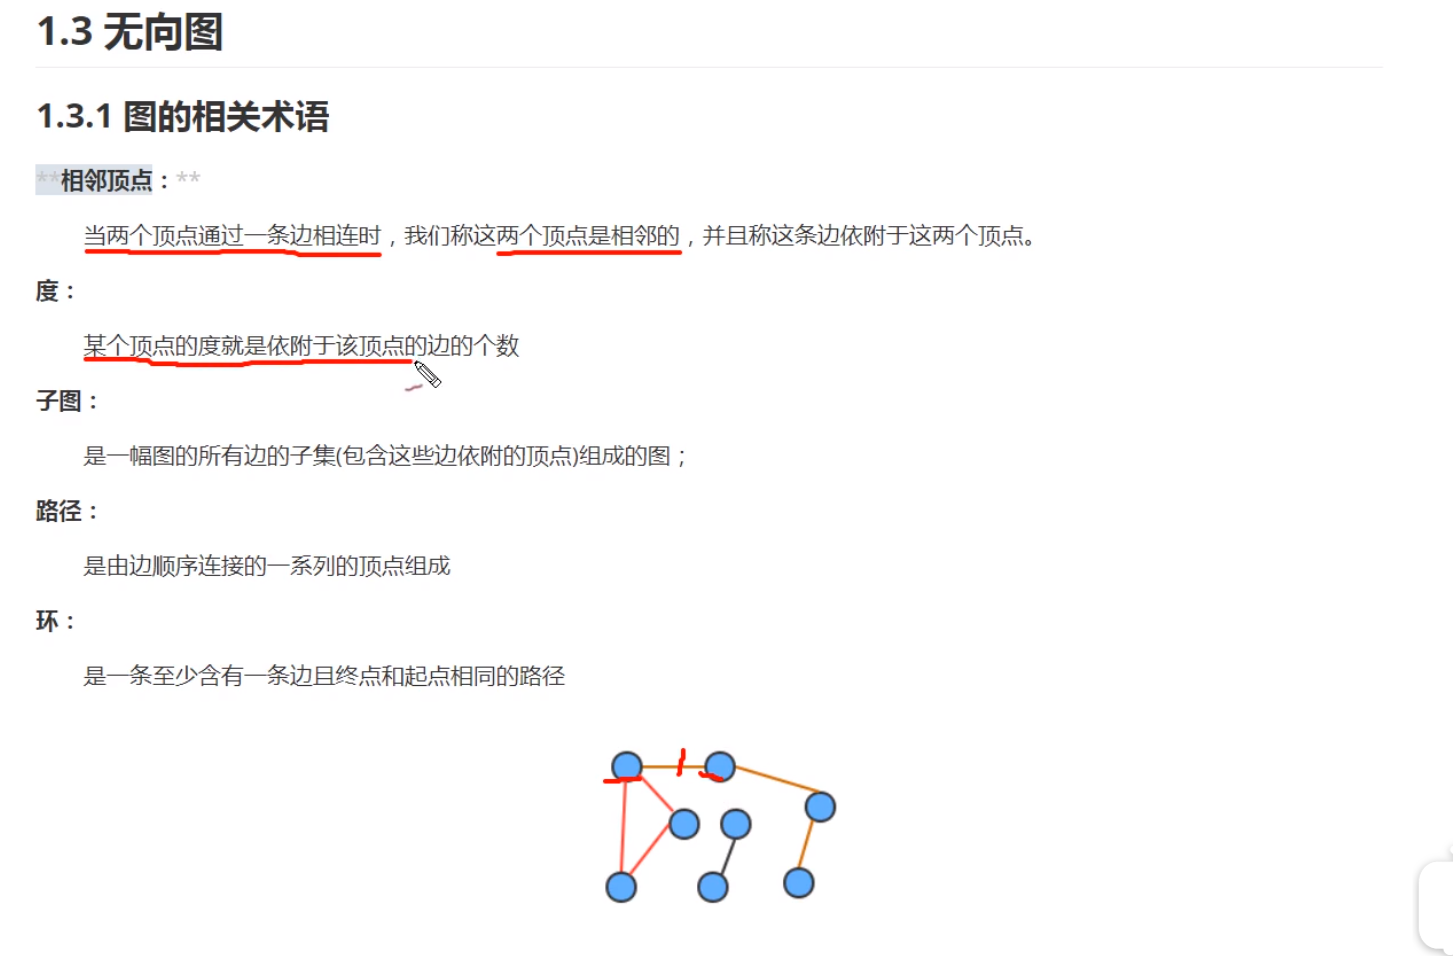 1.3 无向图
1.3.1 图的相关术语
**相邻顶点：**
当两个顶点通过一条边相连时，我们称这两个顶点是相邻的，并且称这条边依附于这两个顶点。
度：
某个顶点的度就是依附于该顶点的边的个数
子图：
是一幅图的所有边的子集(包含这些边依附的顶点)组成的图；
路径：
是由边顺序连接的一系列的顶点组成
环：
是一条至少含有一条边且终点和起点相同的路径